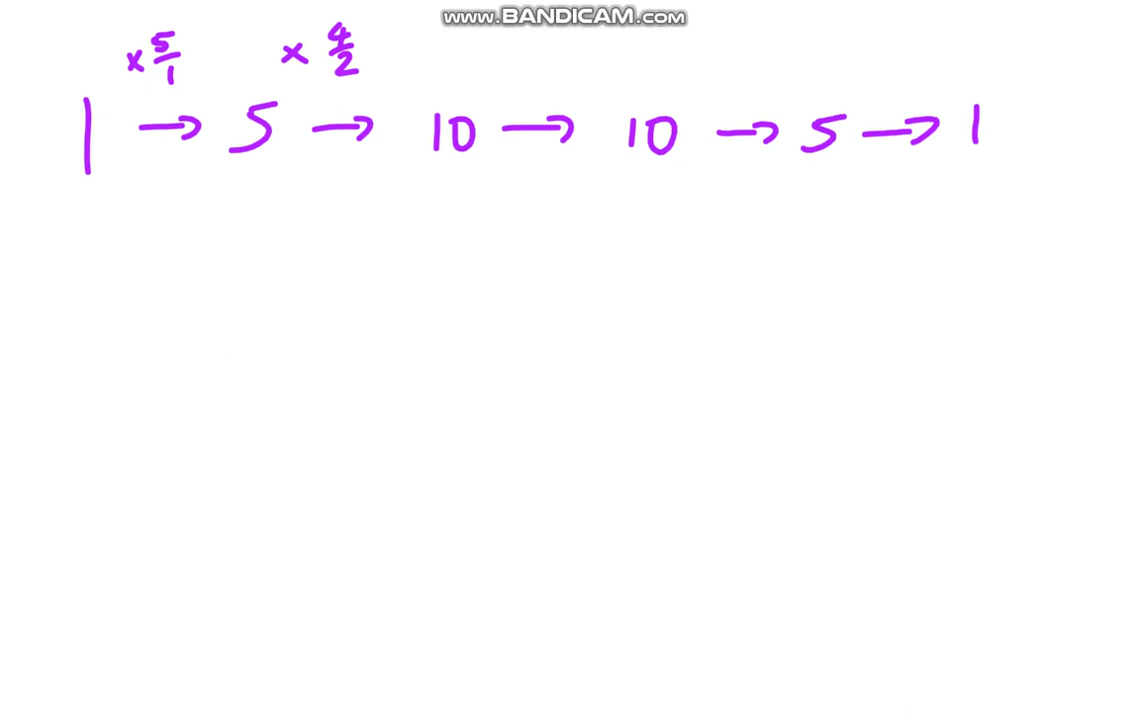 WWW.BANDICAM.COM
× 5/1 × 4/2
1 → 5 → 10 → 10 → 5 → 1